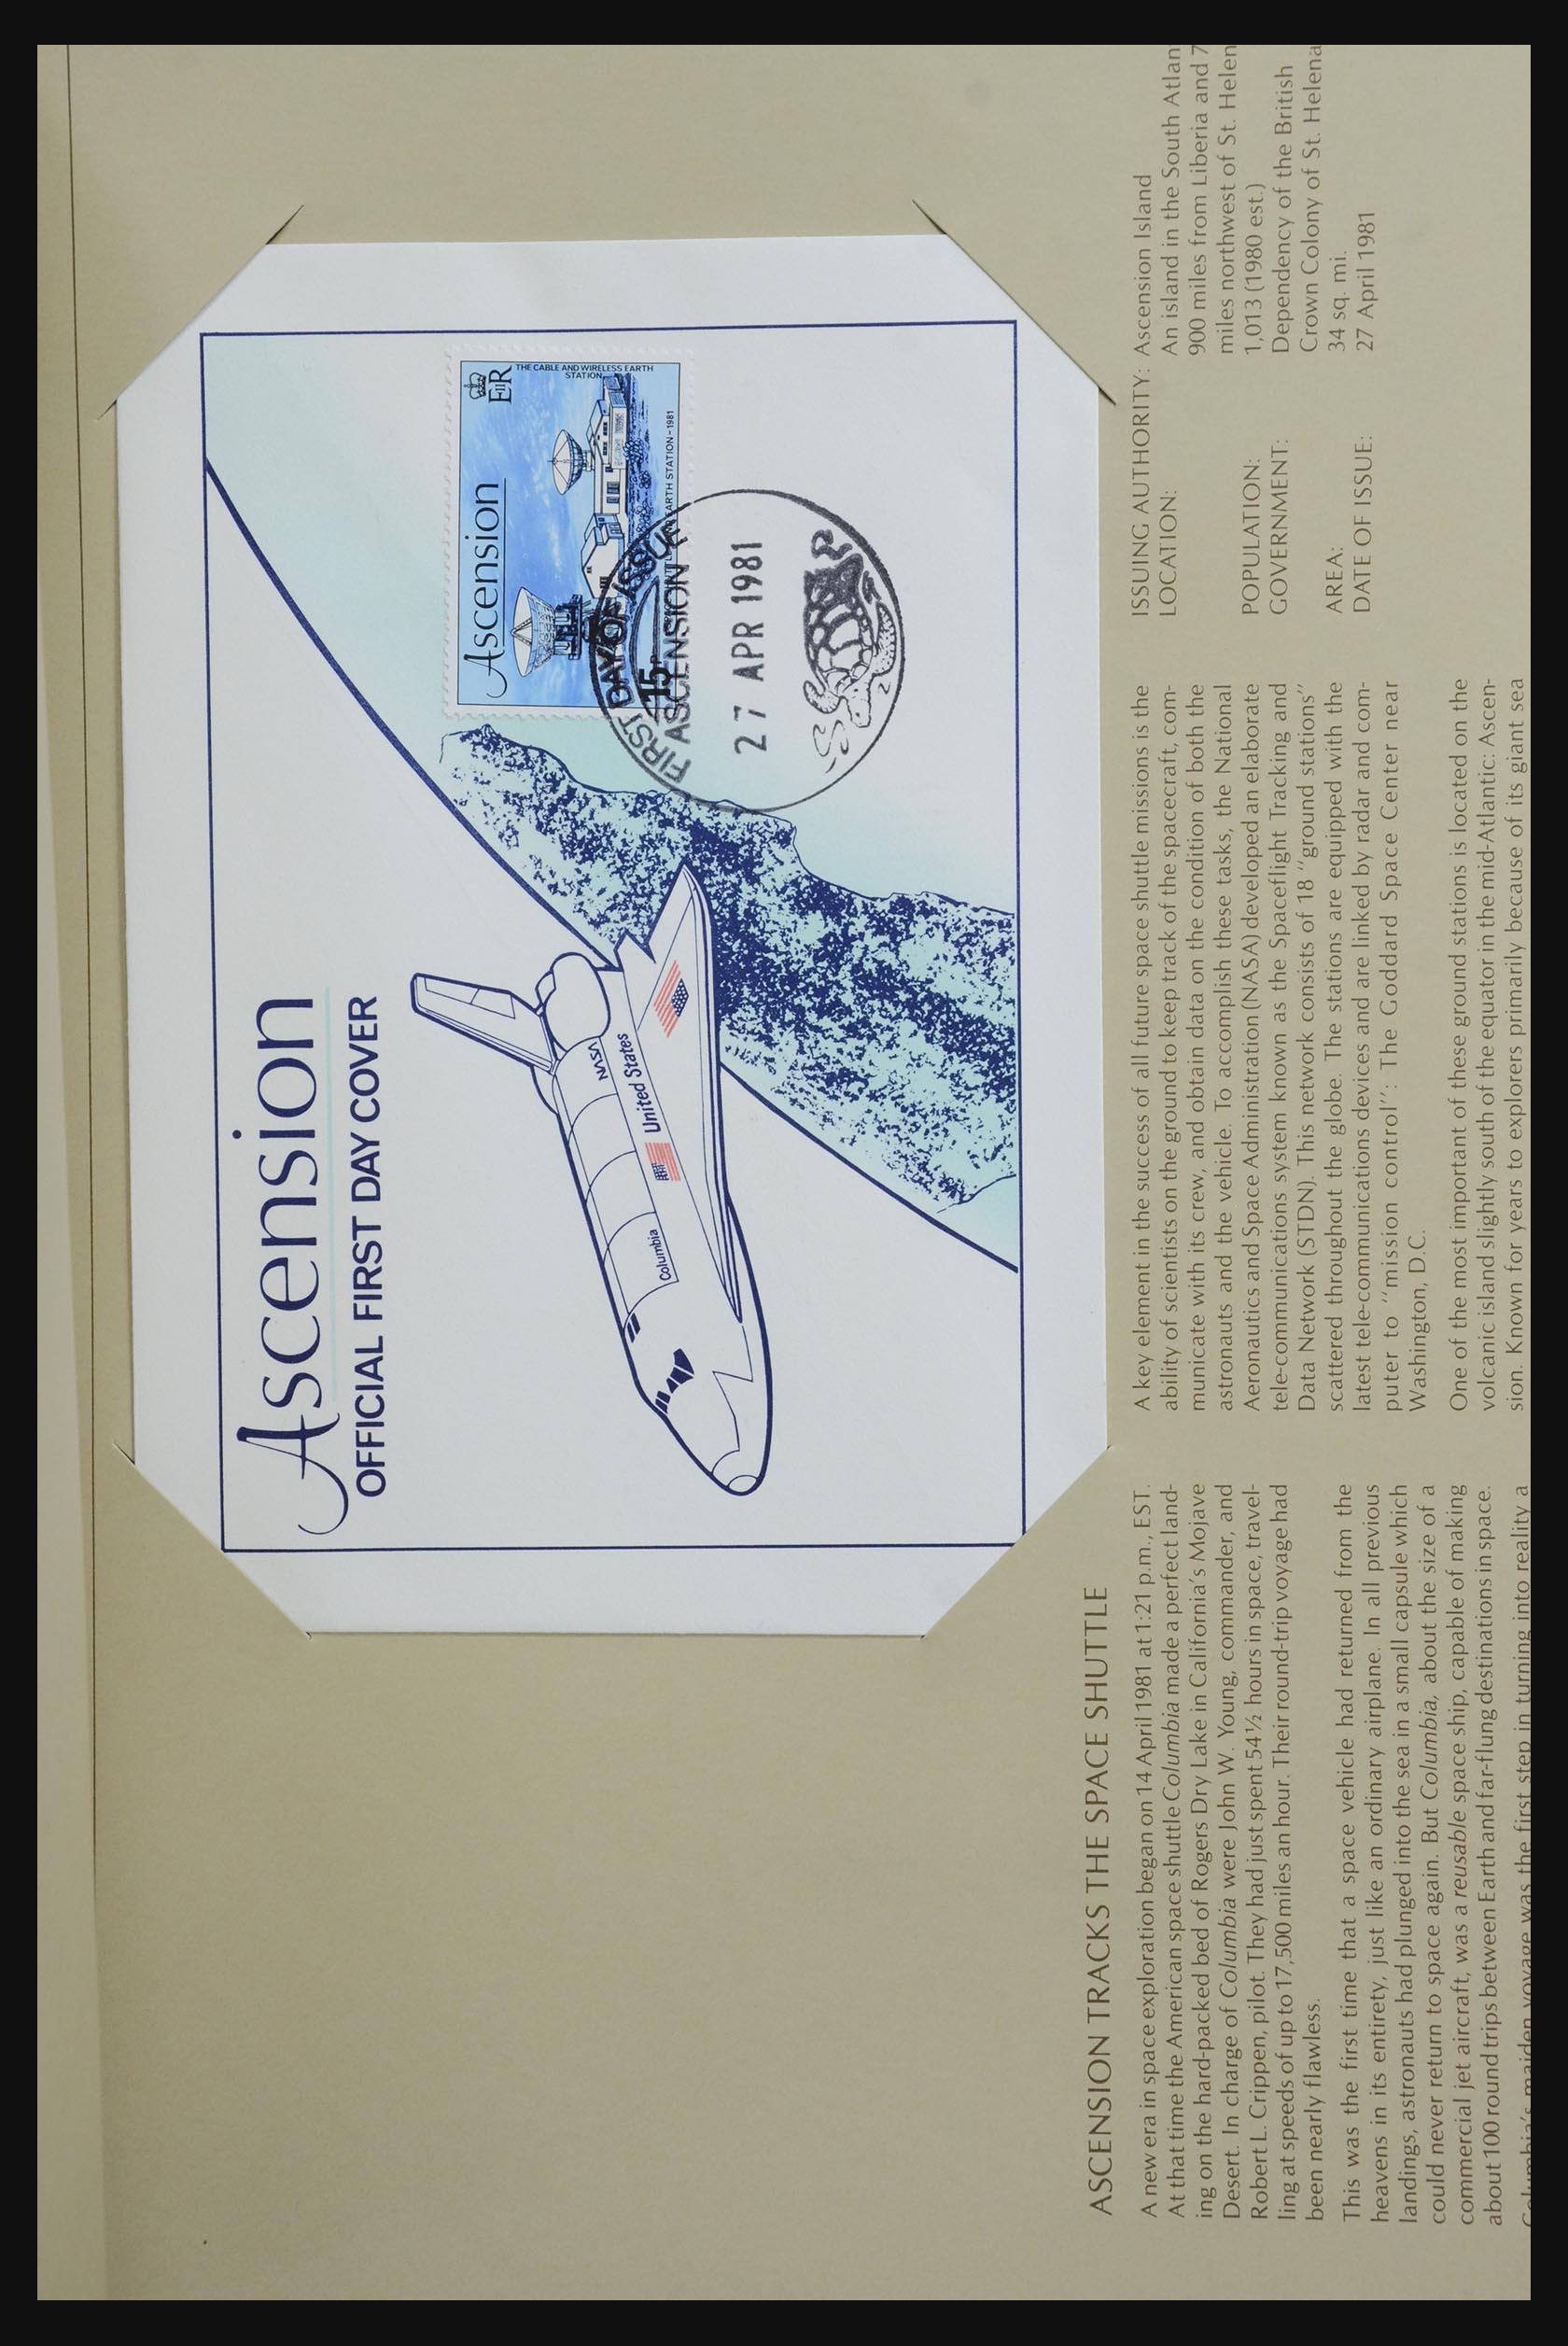 Ascension
OFFICIAL FIRST DAY COVER
NASA
United States
Columbia
Ascension
EIIR
THE CABLE AND WIRELESS EARTH
STATION
EARTH STATION-1981
15P
FIRST DAY OF ISSUE
ASCENSION
27 APR 1981
ASCENSION TRACKS THE SPACE SHUTTLE
A new era in space exploration began on 14 April 1981 at 1:21 p.m., EST.
At that time the American space shuttle Columbia made a perfect land-
ing on the hard-packed bed of Rogers Dry Lake in California's Mojave
Desert. In charge of Columbia were John W. Young, commander, and
Robert L. Crippen, pilot. They had just spent 54½ hours in space, travel-
ling at speeds of up to 17,500 miles an hour. Their round-trip voyage had
been nearly flawless.
This was the first time that a space vehicle had returned from the
heavens in its entirety, just like an ordinary airplane. In all previous
landings, astronauts had plunged into the sea in a small capsule which
could never return to space again. But Columbia, about the size of a
commercial jet aircraft, was a reusable space ship, capable of making
about 100 round trips between Earth and far-flung destinations in space.
Columbia's maiden voyage was the first step in turning into reality a
A key element in the success of all future space shuttle missions is the
ability of scientists on the ground to keep track of the spacecraft, com-
municate with its crew, and obtain data on the condition of both the
astronauts and the vehicle. To accomplish these tasks, the National
Aeronautics and Space Administration (NASA) developed an elaborate
tele-communications system known as the Spaceflight Tracking and
Data Network (STDN). This network consists of 18 "ground stations"
scattered throughout the globe. The stations are equipped with the
latest tele-communications devices and are linked by radar and com-
puter to "mission control": The Goddard Space Center near
Washington, D.C.
One of the most important of these ground stations is located on the
volcanic island slightly south of the equator in the mid-Atlantic: Ascen-
sion. Known for years to explorers primarily because of its giant sea
ISSUING AUTHORITY: Ascension Island
LOCATION: An island in the South Atlan
900 miles from Liberia and 7
miles northwest of St. Helen
POPULATION: 1,013 (1980 est.)
GOVERNMENT: Dependency of the British
Crown Colony of St. Helena
AREA: 34 sq. mi.
DATE OF ISSUE: 27 April 1981